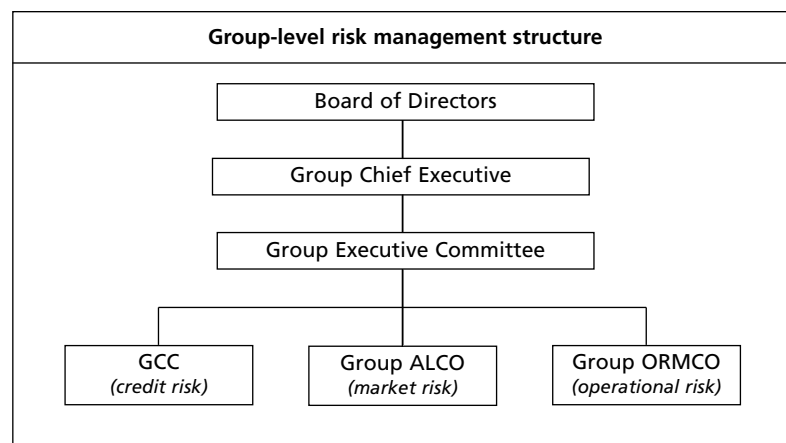 Group-level risk management structure
Board of Directors
Group Chief Executive
Group Executive Committee
GCC
(credit risk)
Group ALCO
(market risk)
Group ORMCO
(operational risk)